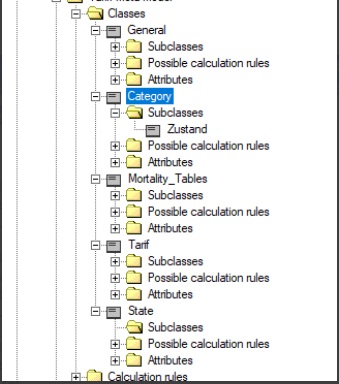 Classes
General
Subclasses
Possible calculation rules
Attributes
Category
Subclasses
Zustand
Possible calculation rules
Attributes
Mortality_Tables
Subclasses
Possible calculation rules
Attributes
Tarif
Subclasses
Possible calculation rules
Attributes
State
Subclasses
Possible calculation rules
Attributes
Calculation rules